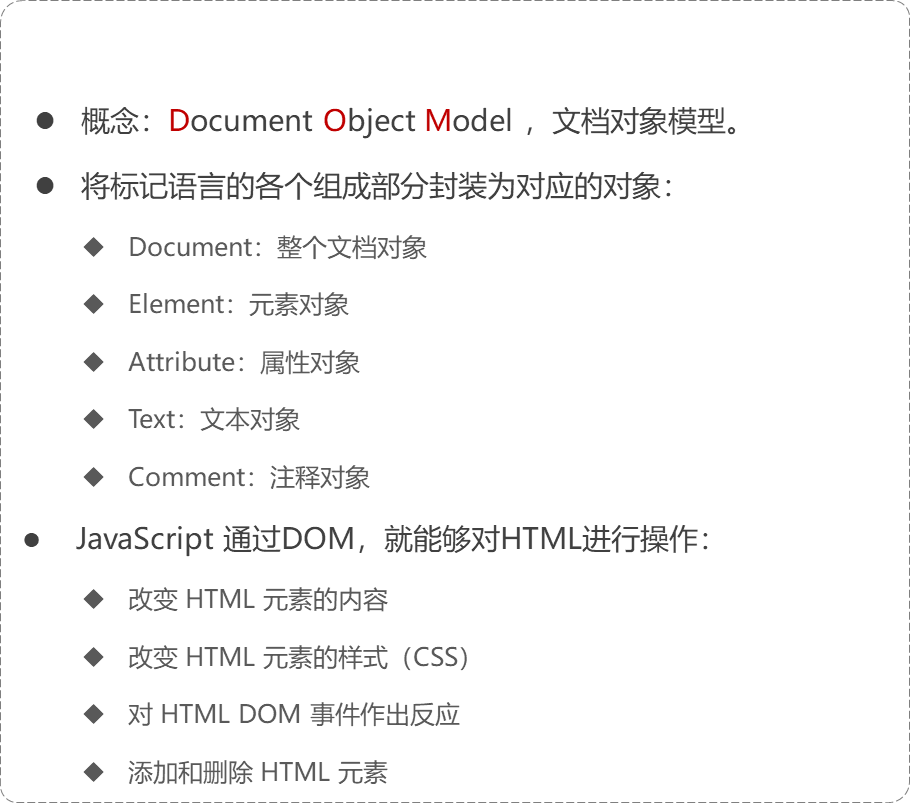 ● 概念：Document Object Model ，文档对象模型。
● 将标记语言的各个组成部分封装为对应的对象：
◆ Document：整个文档对象
◆ Element：元素对象
◆ Attribute：属性对象
◆ Text：文本对象
◆ Comment：注释对象
● JavaScript 通过DOM，就能够对HTML进行操作：
◆ 改变 HTML 元素的内容
◆ 改变 HTML 元素的样式（CSS）
◆ 对 HTML DOM 事件作出反应
◆ 添加和删除 HTML 元素